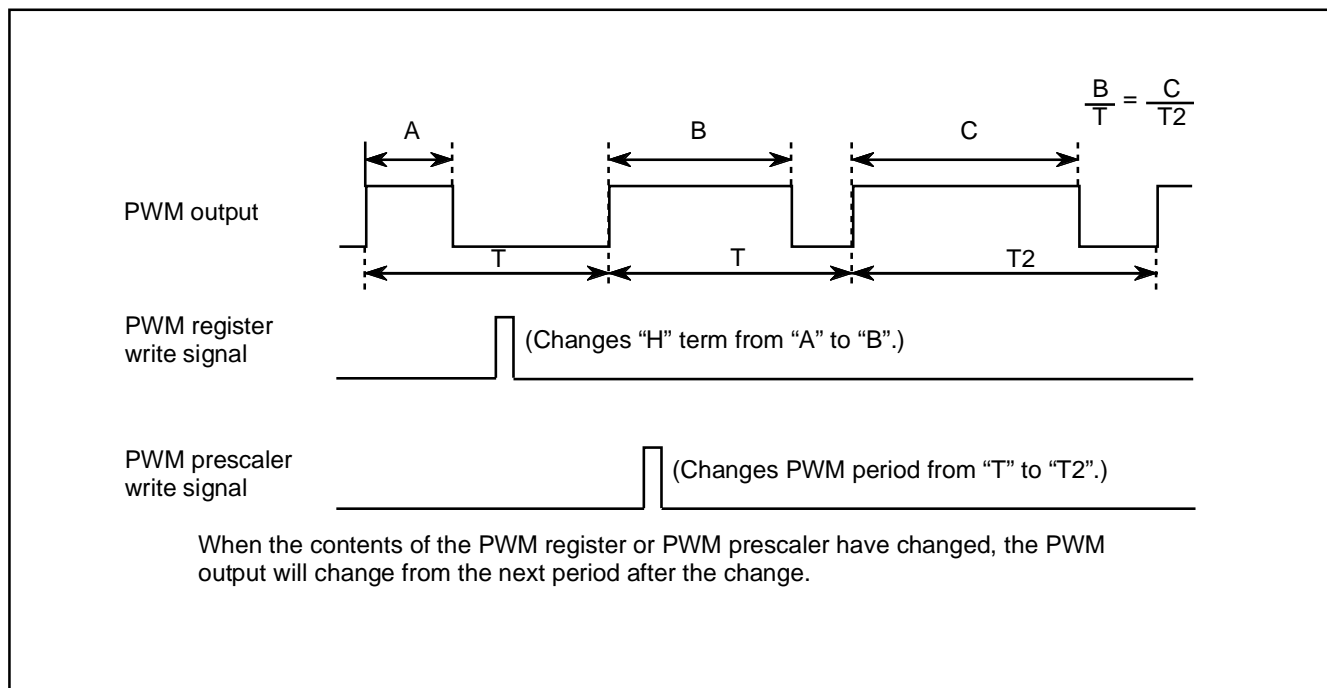 B/T = C/T2
A
B
C
PWM output
T
T
T2
PWM register
write signal
(Changes “H” term from “A” to “B”.)
PWM prescaler
write signal
(Changes PWM period from “T” to “T2”.)
When the contents of the PWM register or PWM prescaler have changed, the PWM
output will change from the next period after the change.